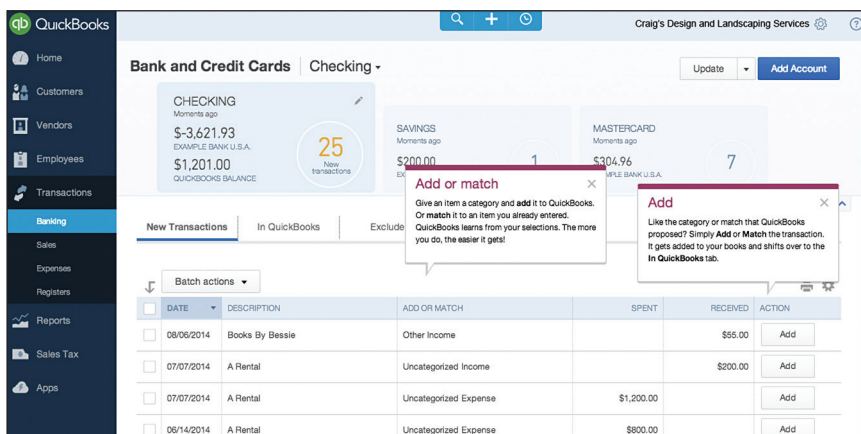 qb QuickBooks
Craig's Design and Landscaping Services
Home
Customers
Vendors
Employees
Transactions
Banking
Sales
Expenses
Registers
Reports
Sales Tax
Apps
Bank and Credit Cards Checking
Update
Add Account
CHECKING
Moments ago
$-3,621.93
EXAMPLE BANK U.S.A.
$1,201.00
QUICKBOOKS BALANCE
25
New
transactions
SAVINGS
Moments ago
$200.00
1
MASTERCARD
Moments ago
$304.96
BANK U.S.A.
7
Add or match
Give an item a category and add it to QuickBooks.
Or match it to an item you already entered.
QuickBooks learns from your selections. The more
you do, the easier it gets!
Add
Like the category or match that QuickBooks
proposed? Simply Add or Match the transaction.
It gets added to your books and shifts over to the
In QuickBooks tab.
New Transactions In QuickBooks Exclude
Batch actions
DATE DESCRIPTION ADD OR MATCH SPENT RECEIVED ACTION
08/06/2014 Books By Bessie Other Income $55.00 Add
07/07/2014 A Rental Uncategorized Income $200.00 Add
07/07/2014 A Rental Uncategorized Expense $1,200.00 Add
06/14/2014 A Rental Uncategorized Expense $800.00 Add